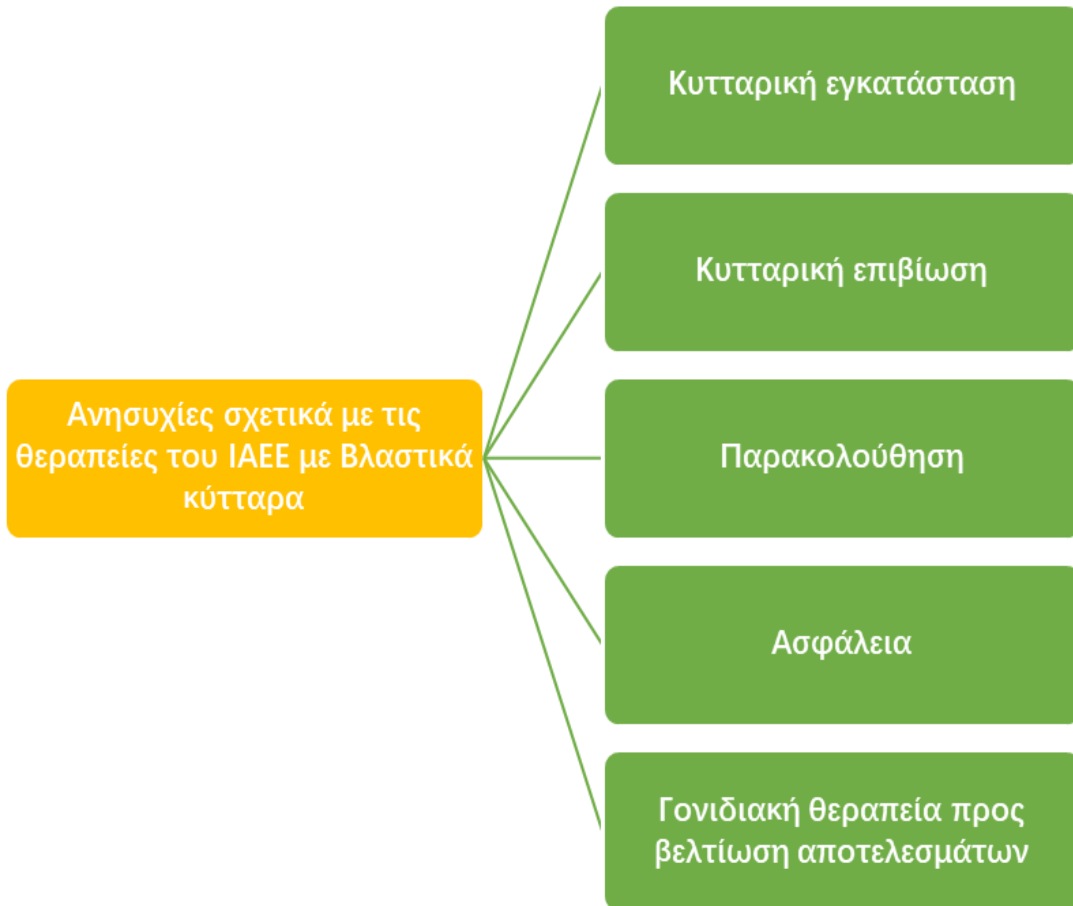 Κυτταρική εγκατάσταση
Κυτταρική επιβίωση
Ανησυχίες σχετικά με τις
θεραπείες του ΙΑΕΕ με Βλαστικά
κύτταρα
Παρακολούθηση
Ασφάλεια
Γονιδιακή θεραπεία προς
βελτίωση αποτελεσμάτων